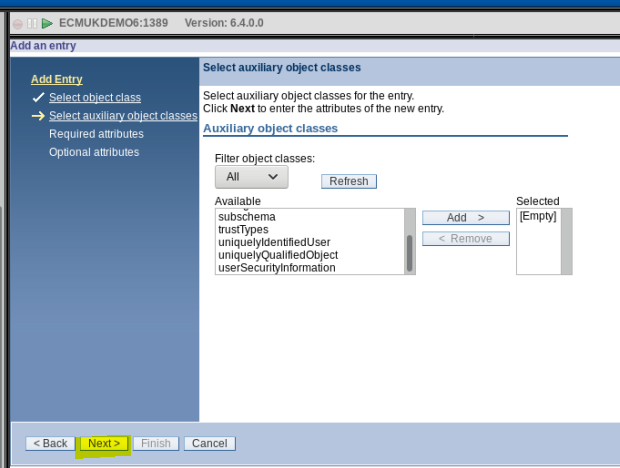 ECMUKDEMO6:1389 Version: 6.4.0.0
Add an entry
Add Entry
Select object class
Select auxiliary object classes
Required attributes
Optional attributes
Select auxiliary object classes
Select auxiliary object classes for the entry.
Click Next to enter the attributes of the new entry.
Auxiliary object classes
Filter object classes:
All
Refresh
Available
subschema
trustTypes
uniquelyIdentifiedUser
uniquelyQualifiedObject
userSecurityInformation
Add >
< Remove
Selected
[Empty]
< Back Next > Finish Cancel